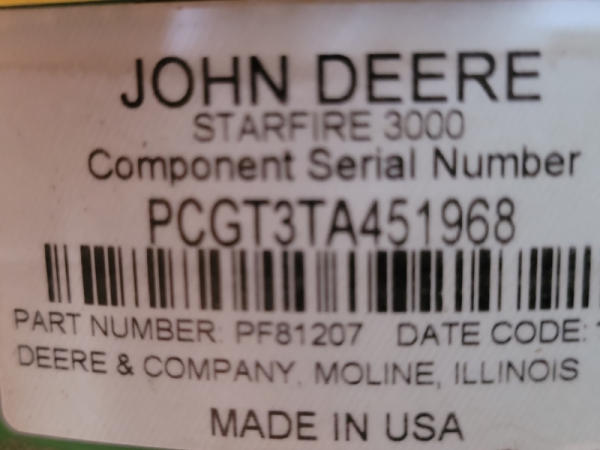 JOHN DEERE
STARFIRE 3000
Component Serial Number
PCGT3TA451968
PART NUMBER: PF81207 DATE CODE:
DEERE & COMPANY, MOLINE, ILLINOIS
MADE IN USA